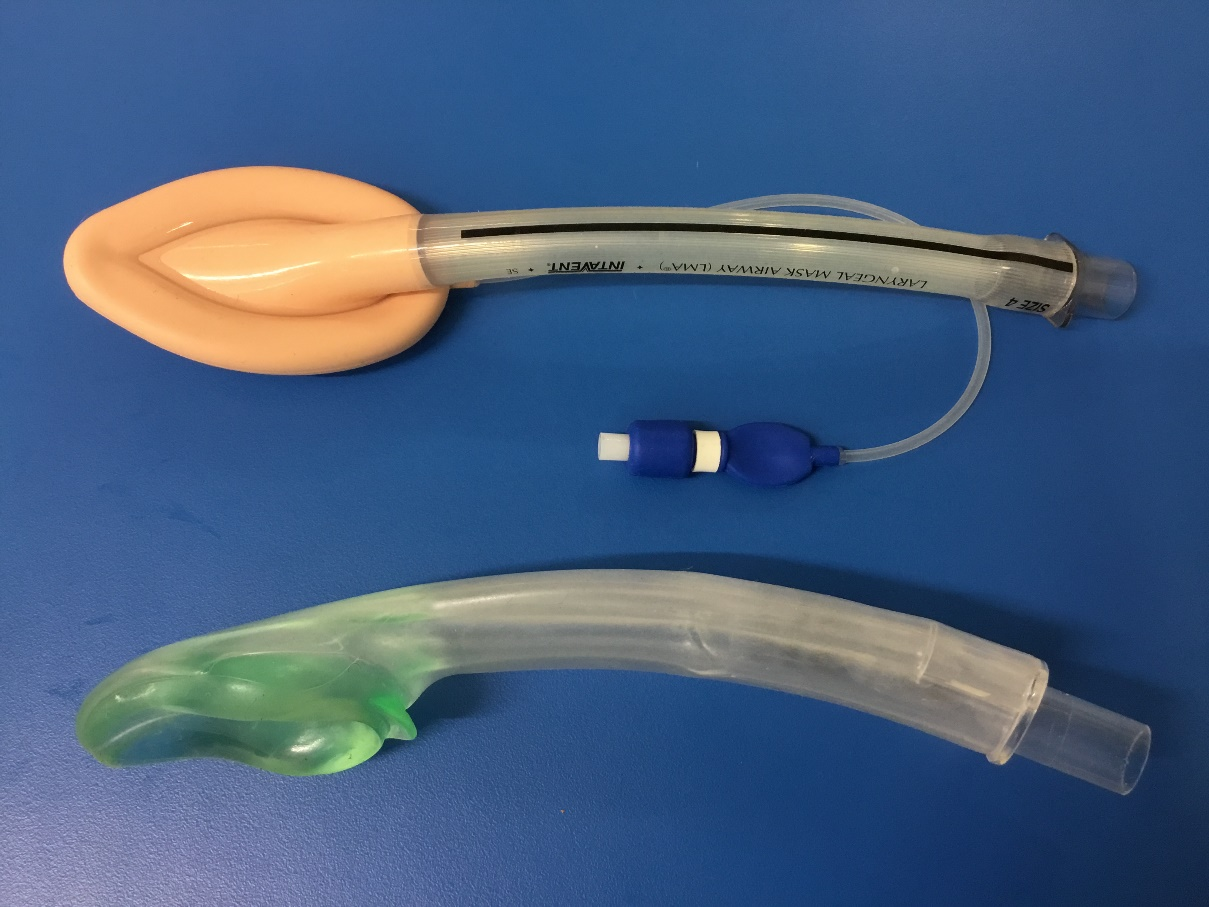 SIZE 4 LARYNGEAL MASK AIRWAY (LMA®) ✦ INTAVENT® ✦ SE